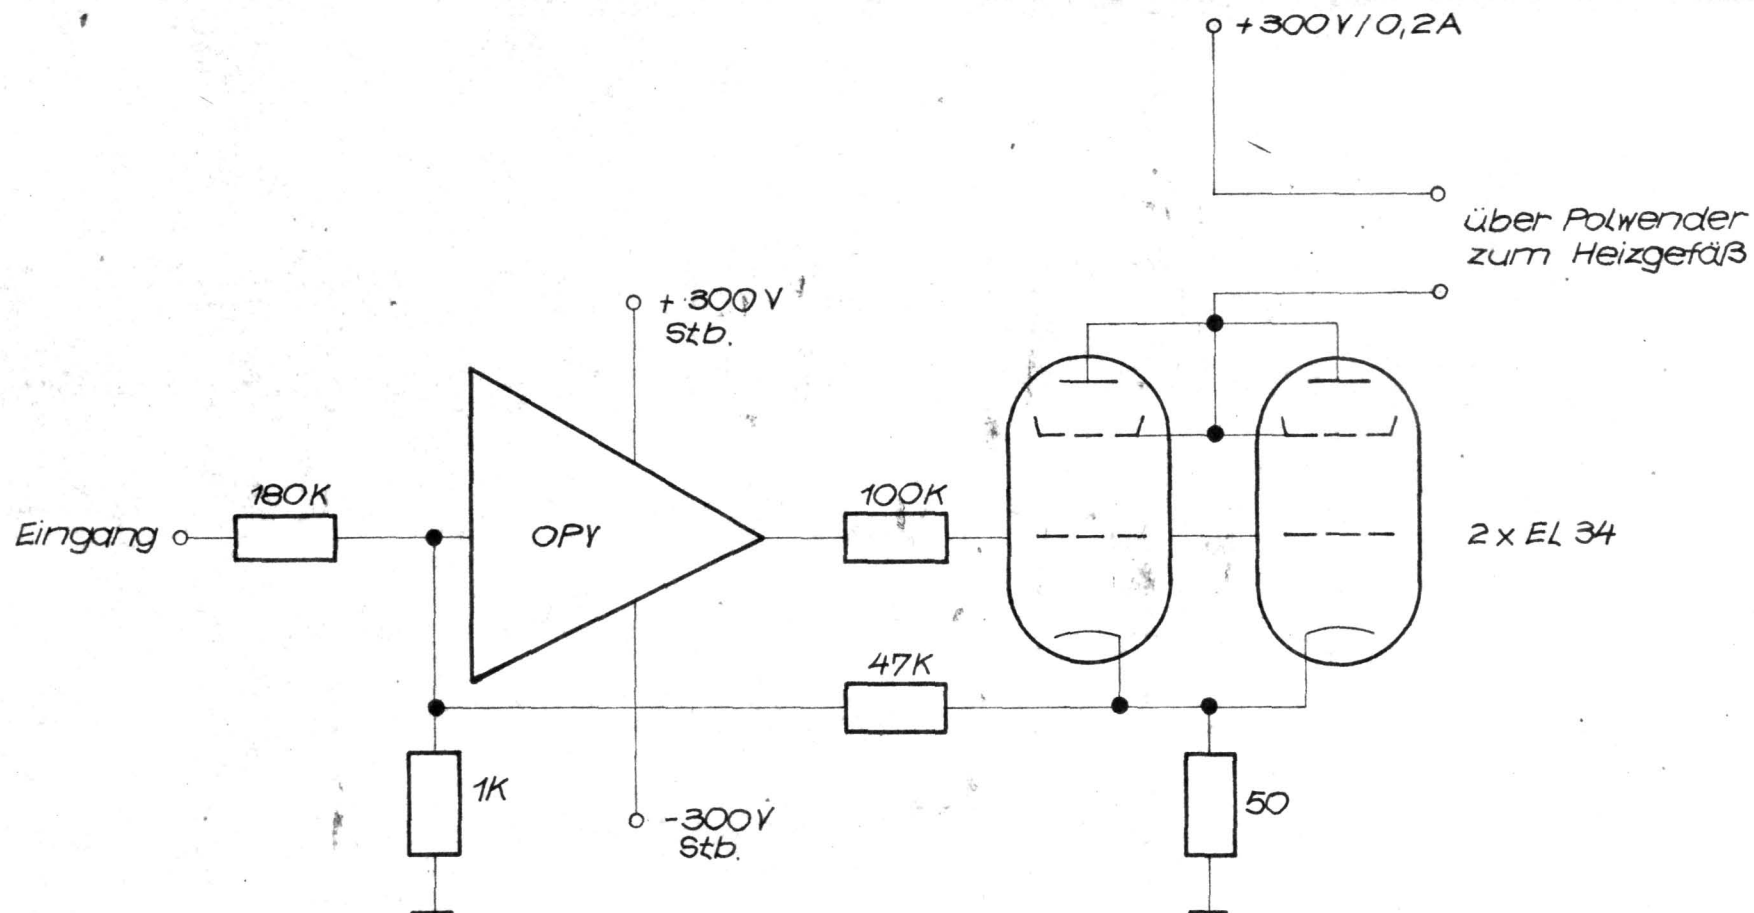 +300V/0,2A
über Polwender
zum Heizgefäß
+300V
Stb.
180K
100K
Eingang
OPV
2x EL 34
47K
1K
50
-300V
Stb.